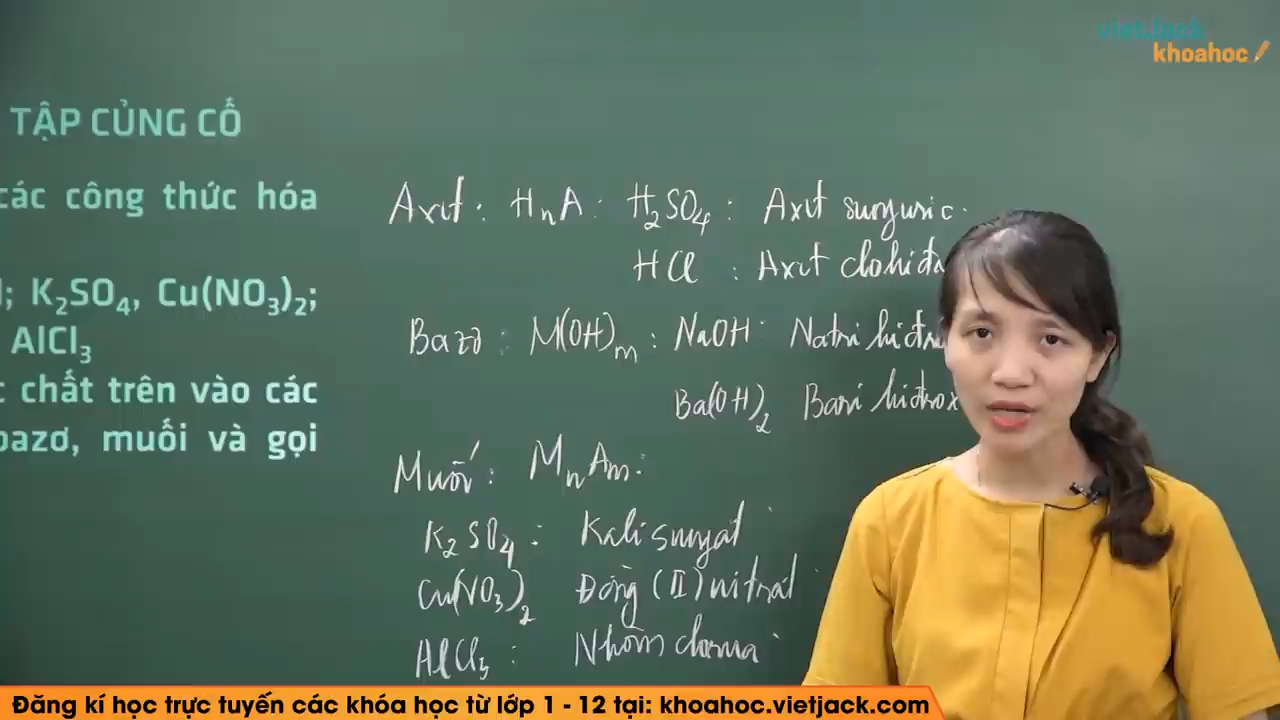 vietJack
khoahoc
TẬP CỦNG CỐ
các công thức hóa
; K₂SO₄, Cu(NO₃)₂;
AlCl₃
chất trên vào các
bazơ, muối và gọi
Axit : HₙA : H₂SO₄ : Axit sunfuric.
HCl : Axit clohiđr
Bazơ : M(OH)ₘ : NaOH : Natri hiđr
Ba(OH)₂ Bari hiđrox
Muối : MₙAₘ :
K₂SO₄ : Kali sunfat
Cu(NO₃)₂ Đồng (II) nitrat
AlCl₃ : Nhôm clorua
Đăng kí học trực tuyến các khóa học từ lớp 1 - 12 tại: khoahoc.vietjack.com